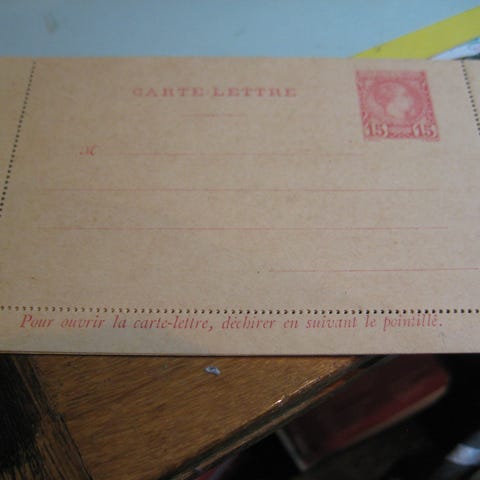 CARTE LETTRE
15 15
M
Pour ouvrir la carte-lettre, déchirer en suivant le pointillé.